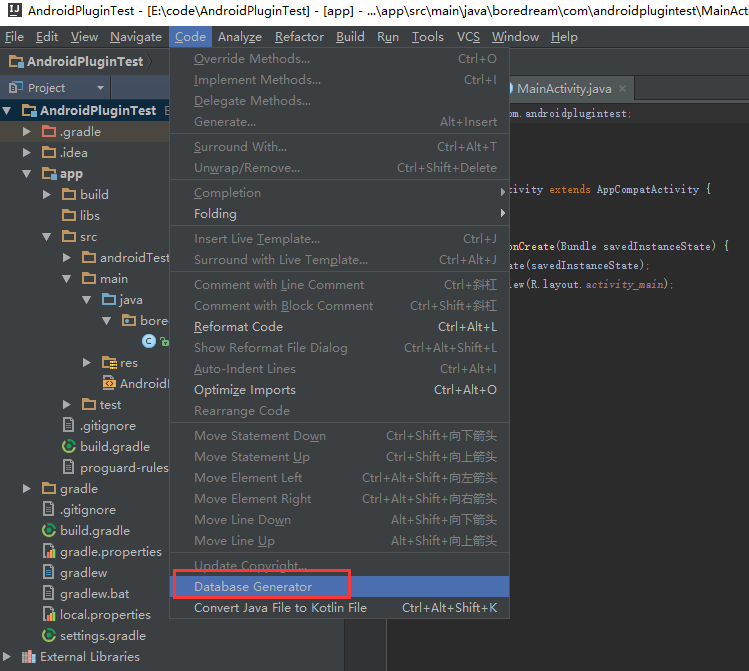 AndroidPluginTest - [E:\code\AndroidPluginTest] - [app] - ...\app\src\main\java\boredream\com\androidplugintest\MainActi
File Edit View Navigate Code Analyze Refactor Build Run Tools VCS Window Help
AndroidPluginTest
Project
MainActivity.java
AndroidPluginTest
.gradle
.idea
app
build
libs
src
androidTest
main
java
bore
res
Android
test
.gitignore
build.gradle
proguard-rules
gradle
.gitignore
build.gradle
gradle.properties
gradlew
gradlew.bat
local.properties
settings.gradle
External Libraries
Override Methods... Ctrl+O
Implement Methods... Ctrl+I
Delegate Methods...
Generate... Alt+Insert
Surround With... Ctrl+Alt+T
Unwrap/Remove... Ctrl+Shift+Delete
Completion
Folding
Insert Live Template... Ctrl+J
Surround with Live Template... Ctrl+Alt+J
Comment with Line Comment Ctrl+斜杠
Comment with Block Comment Ctrl+Shift+斜杠
Reformat Code Ctrl+Alt+L
Show Reformat File Dialog Ctrl+Alt+Shift+L
Auto-Indent Lines Ctrl+Alt+I
Optimize Imports Ctrl+Alt+O
Rearrange Code
Move Statement Down Ctrl+Shift+向下箭头
Move Statement Up Ctrl+Shift+向上箭头
Move Element Left Ctrl+Alt+Shift+向左箭头
Move Element Right Ctrl+Alt+Shift+向右箭头
Move Line Down Alt+Shift+向下箭头
Move Line Up Alt+Shift+向上箭头
Update Copyright...
Database Generator
Convert Java File to Kotlin File Ctrl+Alt+Shift+K
om.androidplugintest;
tivity extends AppCompatActivity {
onCreate(Bundle savedInstanceState) {
ate(savedInstanceState);
iew(R.layout.activity_main);